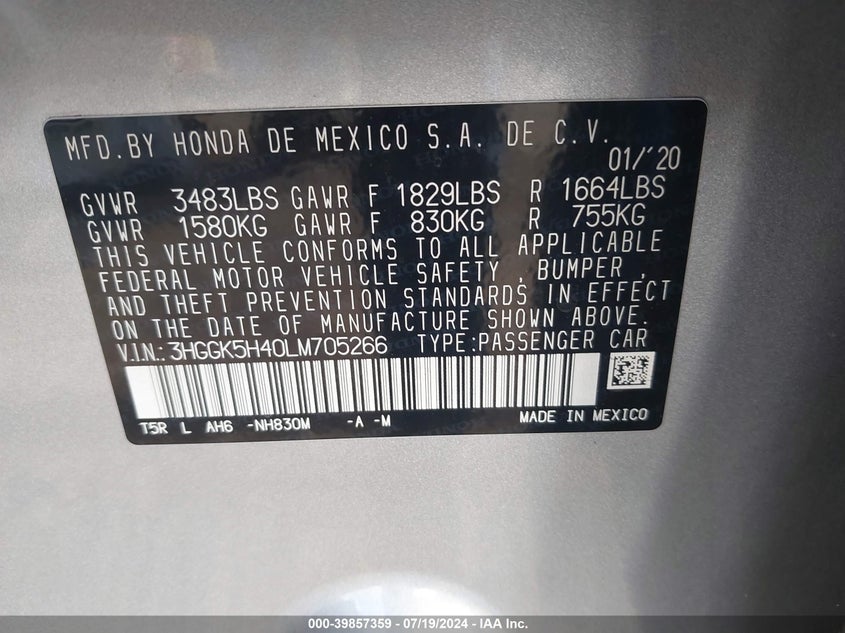 MFD.BY HONDA DE MEXICO S.A. DE C.V.
01/'20
GVWR 3483LBS GAWR F 1829LBS R 1664LBS
GVWR 1580KG GAWR F 830KG R 755KG
THIS VEHICLE CONFORMS TO ALL APPLICABLE
FEDERAL MOTOR VEHICLE SAFETY, BUMPER,
AND THEFT PREVENTION STANDARDS IN EFFECT
ON THE DATE OF MANUFACTURE SHOWN ABOVE.
V.I.N.: 3HGGK5H40LM705266 TYPE:PASSENGER CAR
T5R L AH6 -NH830M -A -M MADE IN MEXICO
000-39857359 - 07/19/2024 - IAA Inc.